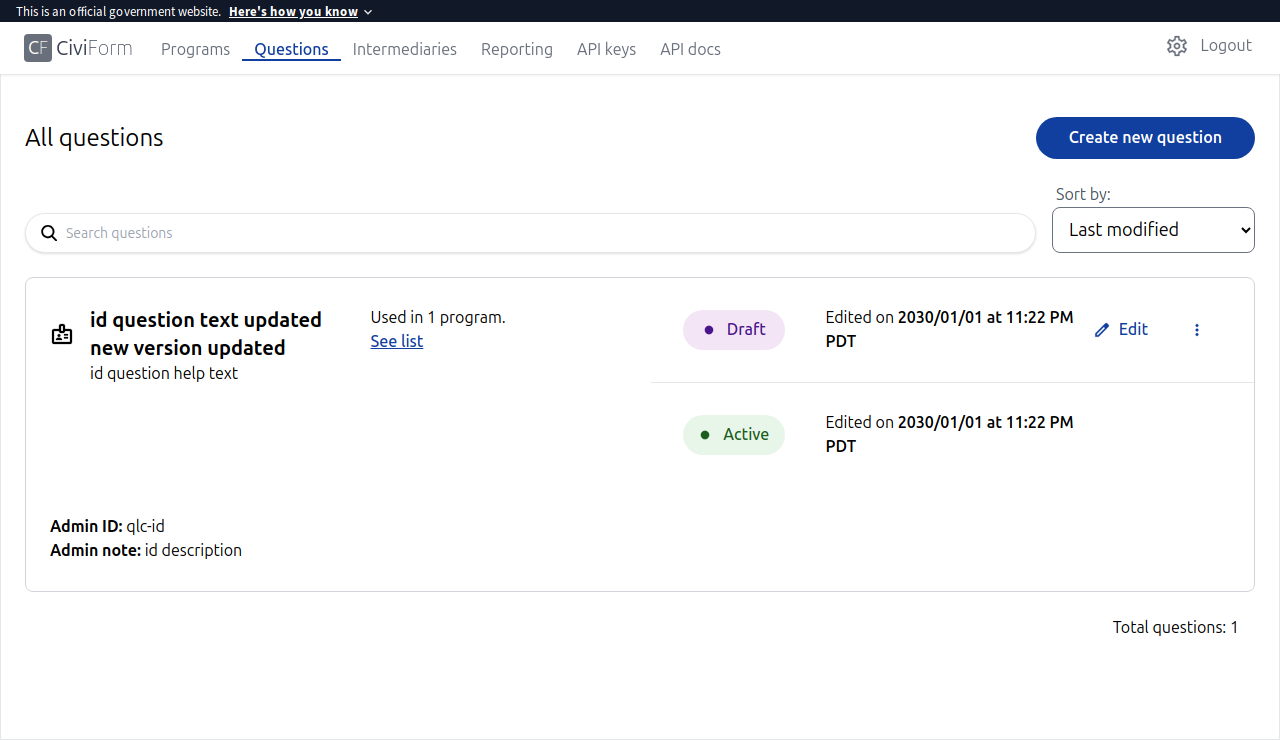 This is an official government website. Here's how you know
CF CiviForm Programs Questions Intermediaries Reporting API keys API docs Logout
All questions
Create new question
Sort by:
Search questions
Last modified
id question text updated
new version updated
id question help text
Used in 1 program.
See list
Draft
Edited on 2030/01/01 at 11:22 PM
PDT
Edit
Active
Edited on 2030/01/01 at 11:22 PM
PDT
Admin ID: qlc-id
Admin note: id description
Total questions: 1